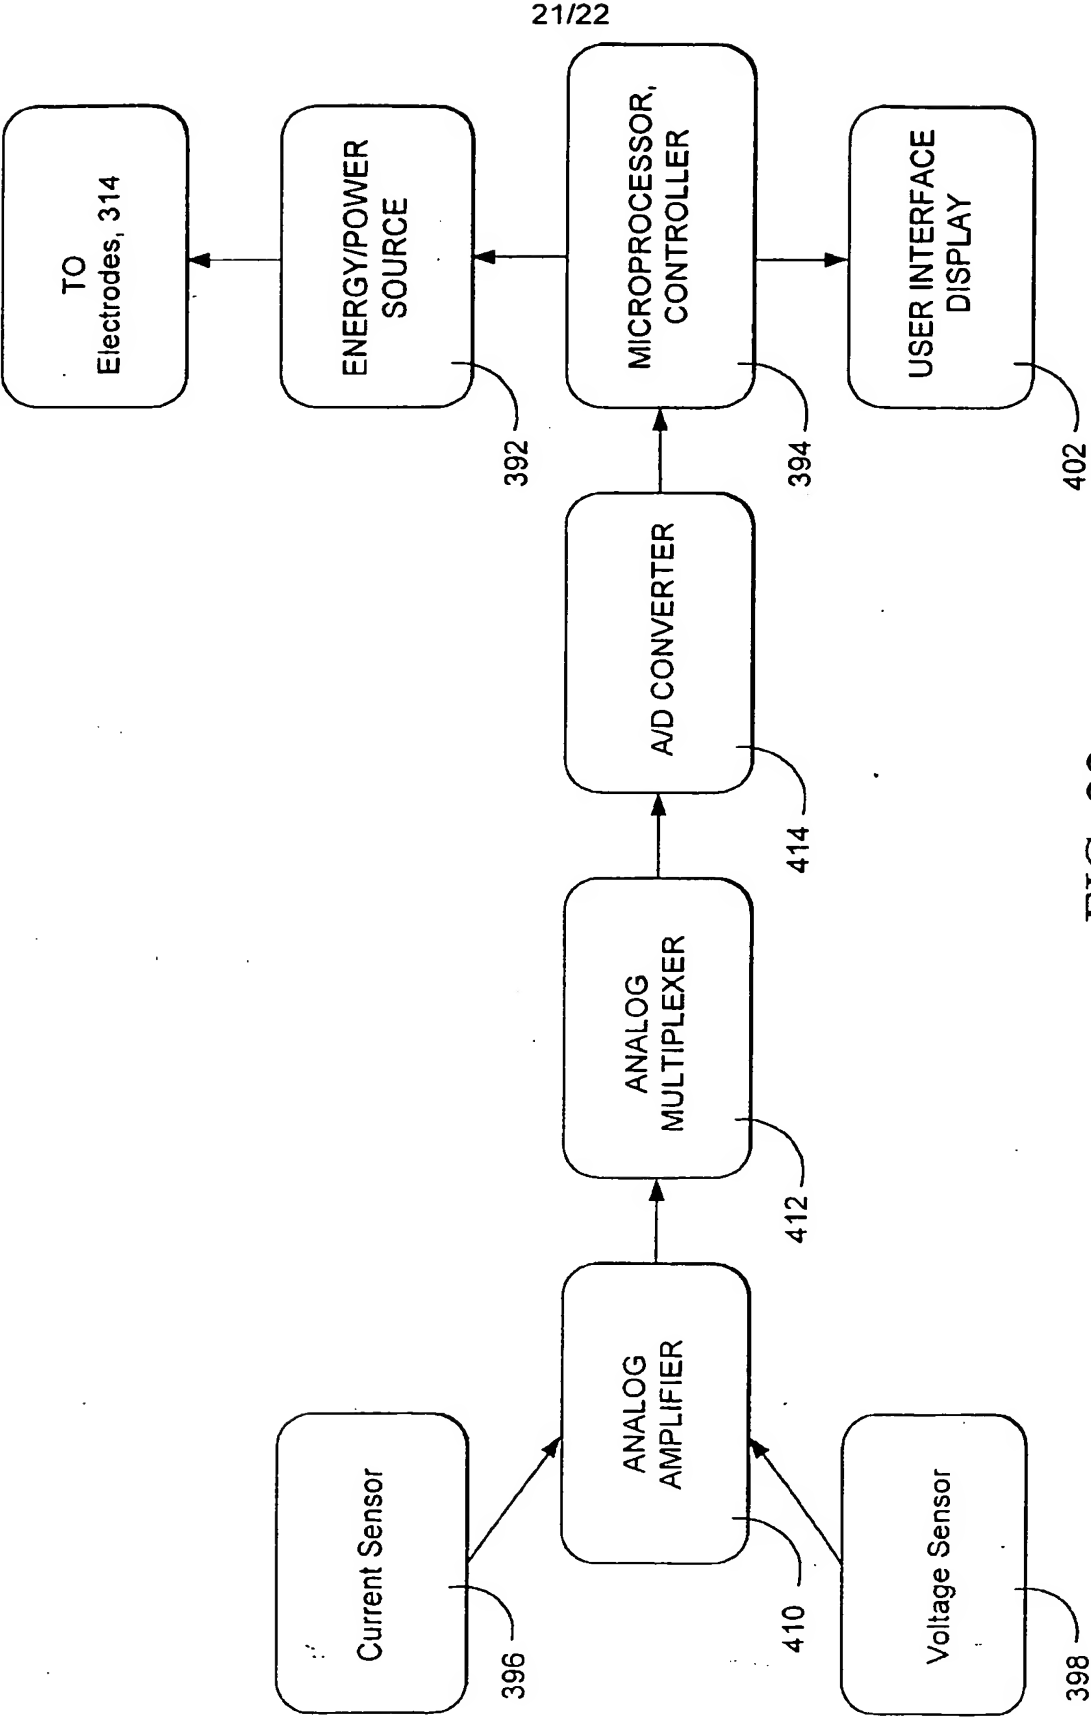 21/22
TO
Electrodes, 314
ENERGY/POWER
SOURCE
392
MICROPROCESSOR,
CONTROLLER
394
USER INTERFACE
DISPLAY
402
A/D CONVERTER
414
ANALOG
MULTIPLEXER
412
ANALOG
AMPLIFIER
410
Current Sensor
396
Voltage Sensor
398